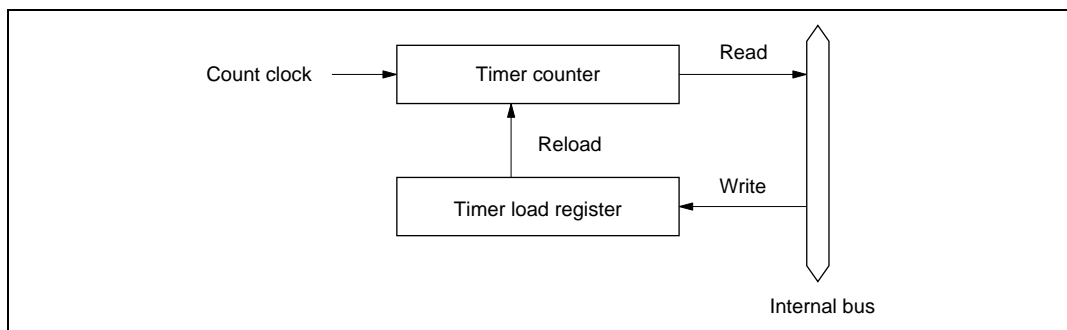 Read
Count clock
Timer counter
Reload
Write
Timer load register
Internal bus